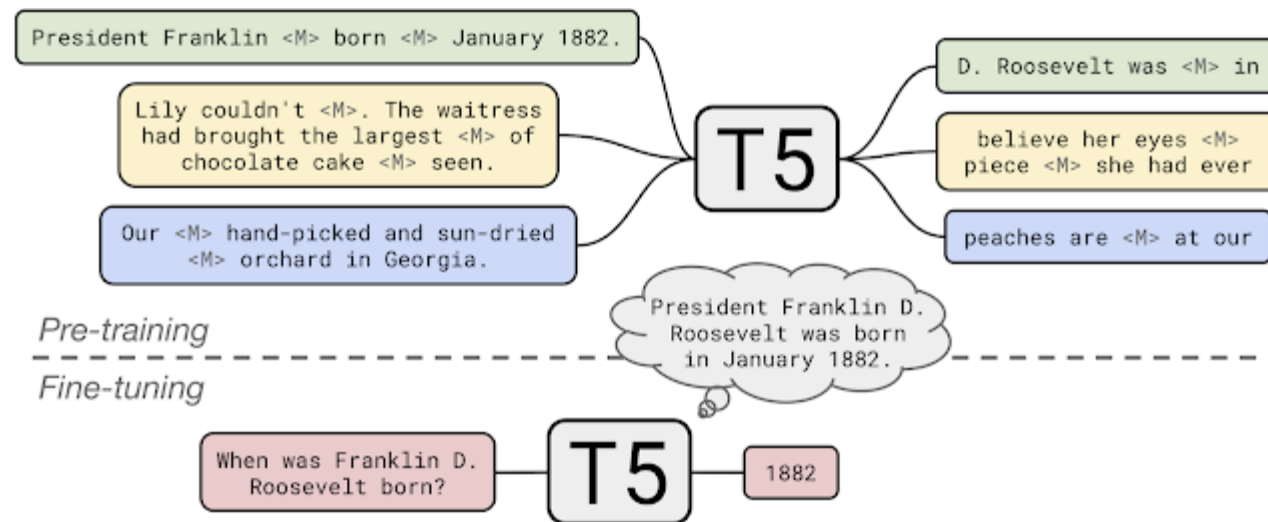 President Franklin <M> born <M> January 1882.
Lily couldn't <M>. The waitress
had brought the largest <M> of
chocolate cake <M> seen.
Our <M> hand-picked and sun-dried
<M> orchard in Georgia.
T5
D. Roosevelt was <M> in
believe her eyes <M>
piece <M> she had ever
peaches are <M> at our
Pre-training
President Franklin D.
Roosevelt was born
in January 1882.
Fine-tuning
When was Franklin D.
Roosevelt born?
T5
1882